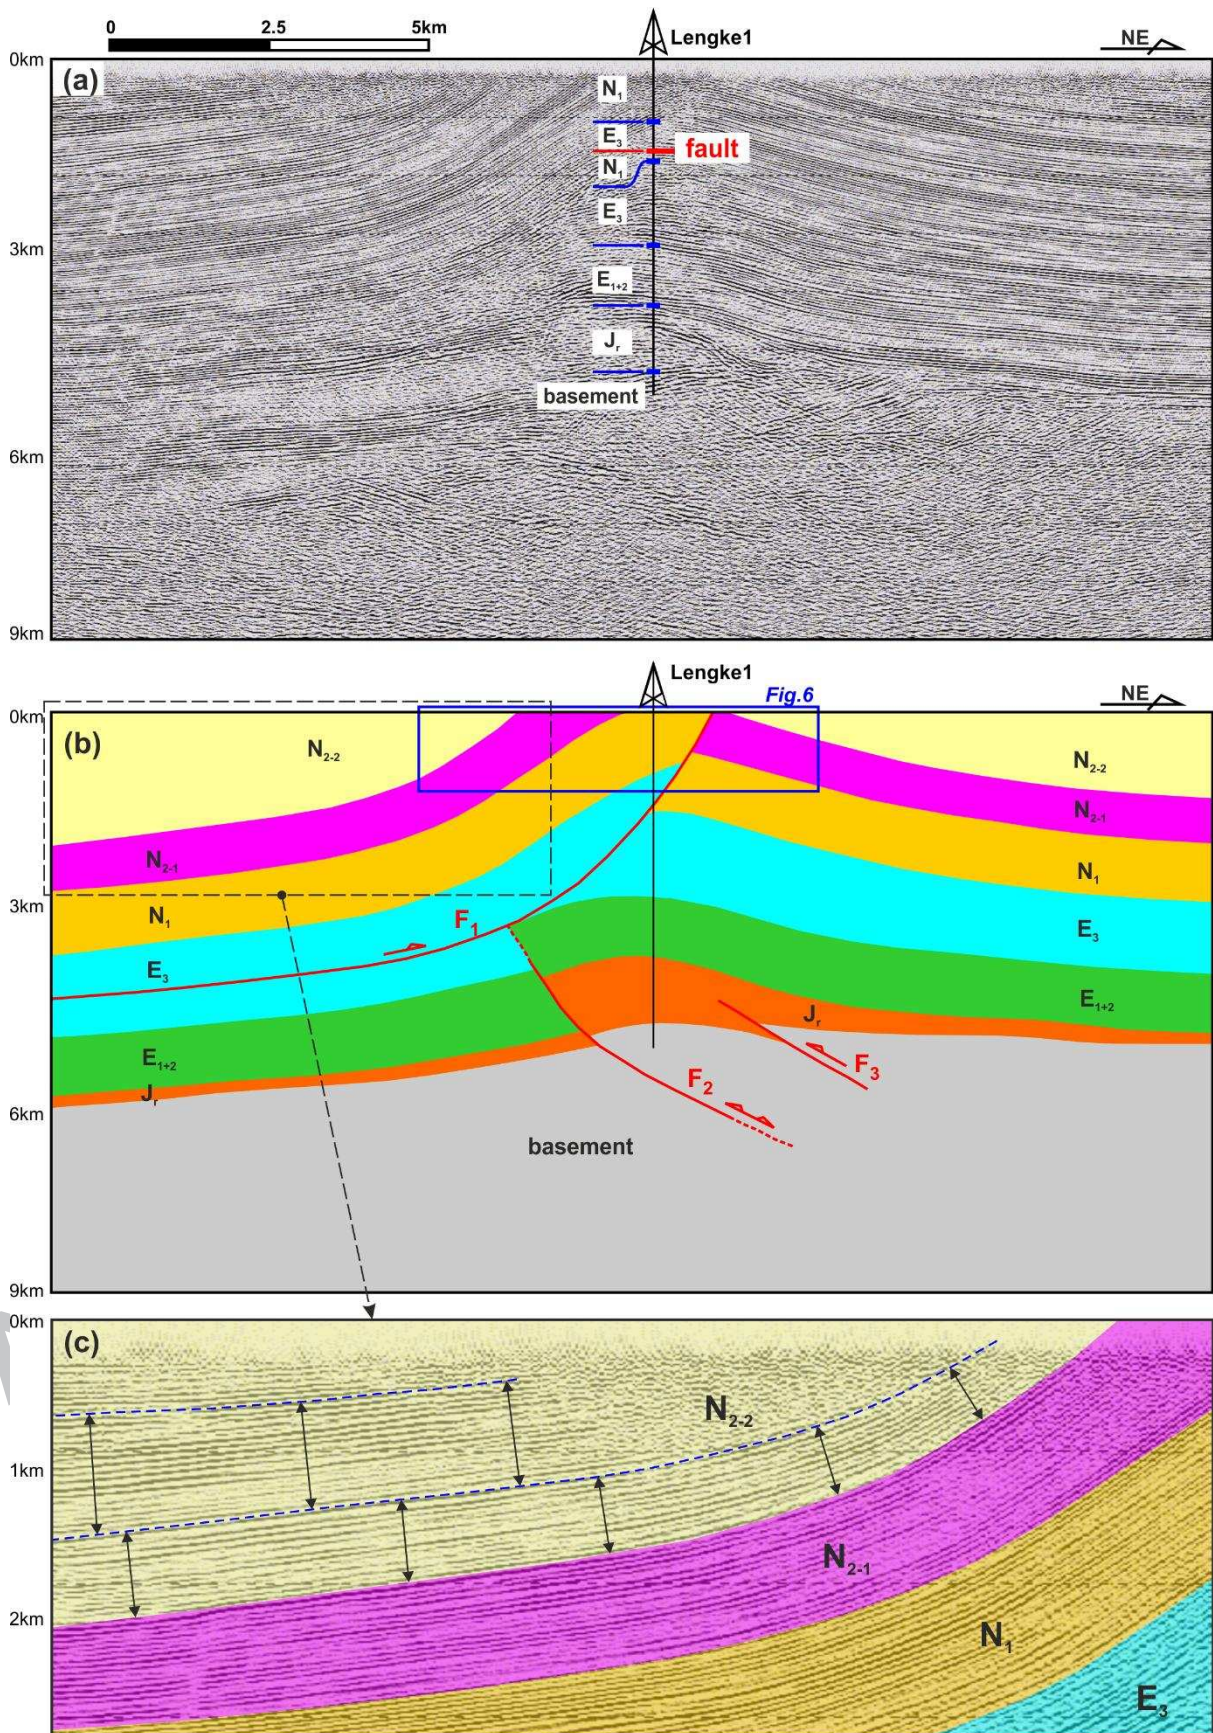 0 2.5 5km
Lengke1
NE
0km
(a)
N₁
E₃
fault
N₁
E₃
3km
E₁₊₂
Jᵣ
basement
6km
9km
Lengke1
Fig.6
NE
0km
(b)
N₂₋₂
N₂₋₂
N₂₋₁
N₂₋₁
N₁
3km
N₁
F₁
E₃
E₃
E₁₊₂
Jᵣ
E₁₊₂
F₃
F₂
Jᵣ
6km
basement
9km
0km
(c)
N₂₋₂
1km
N₂₋₁
2km
N₁
E₃